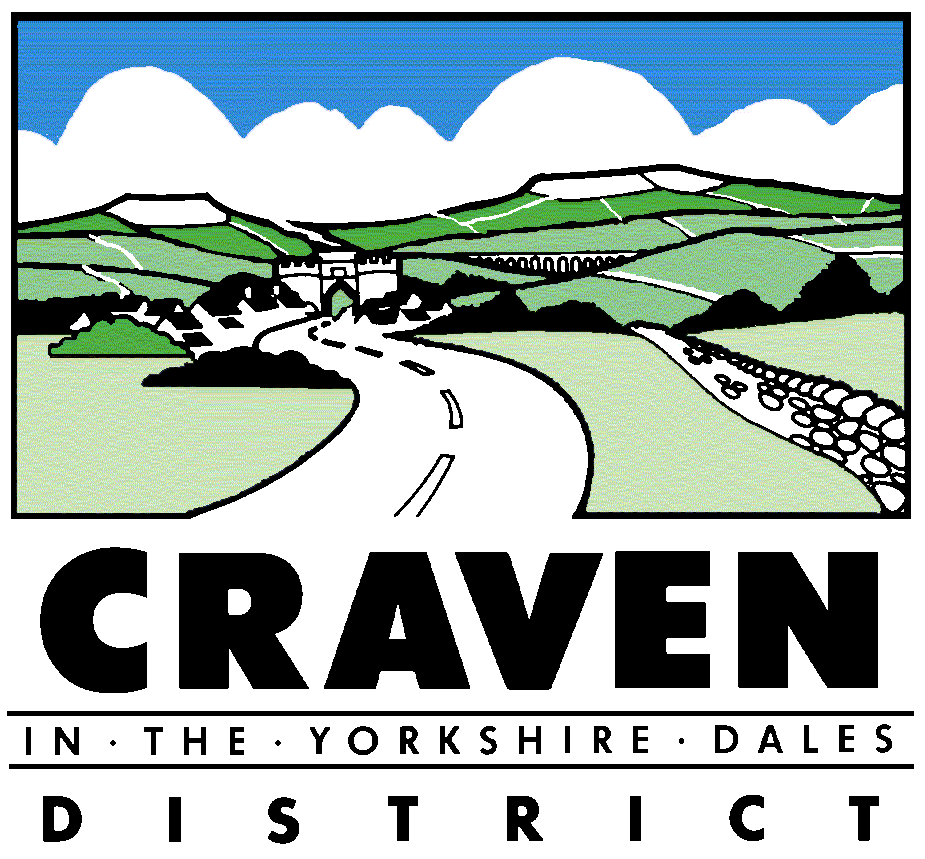 CRAVEN
IN · THE · YORKSHIRE · DALES
DISTRICT